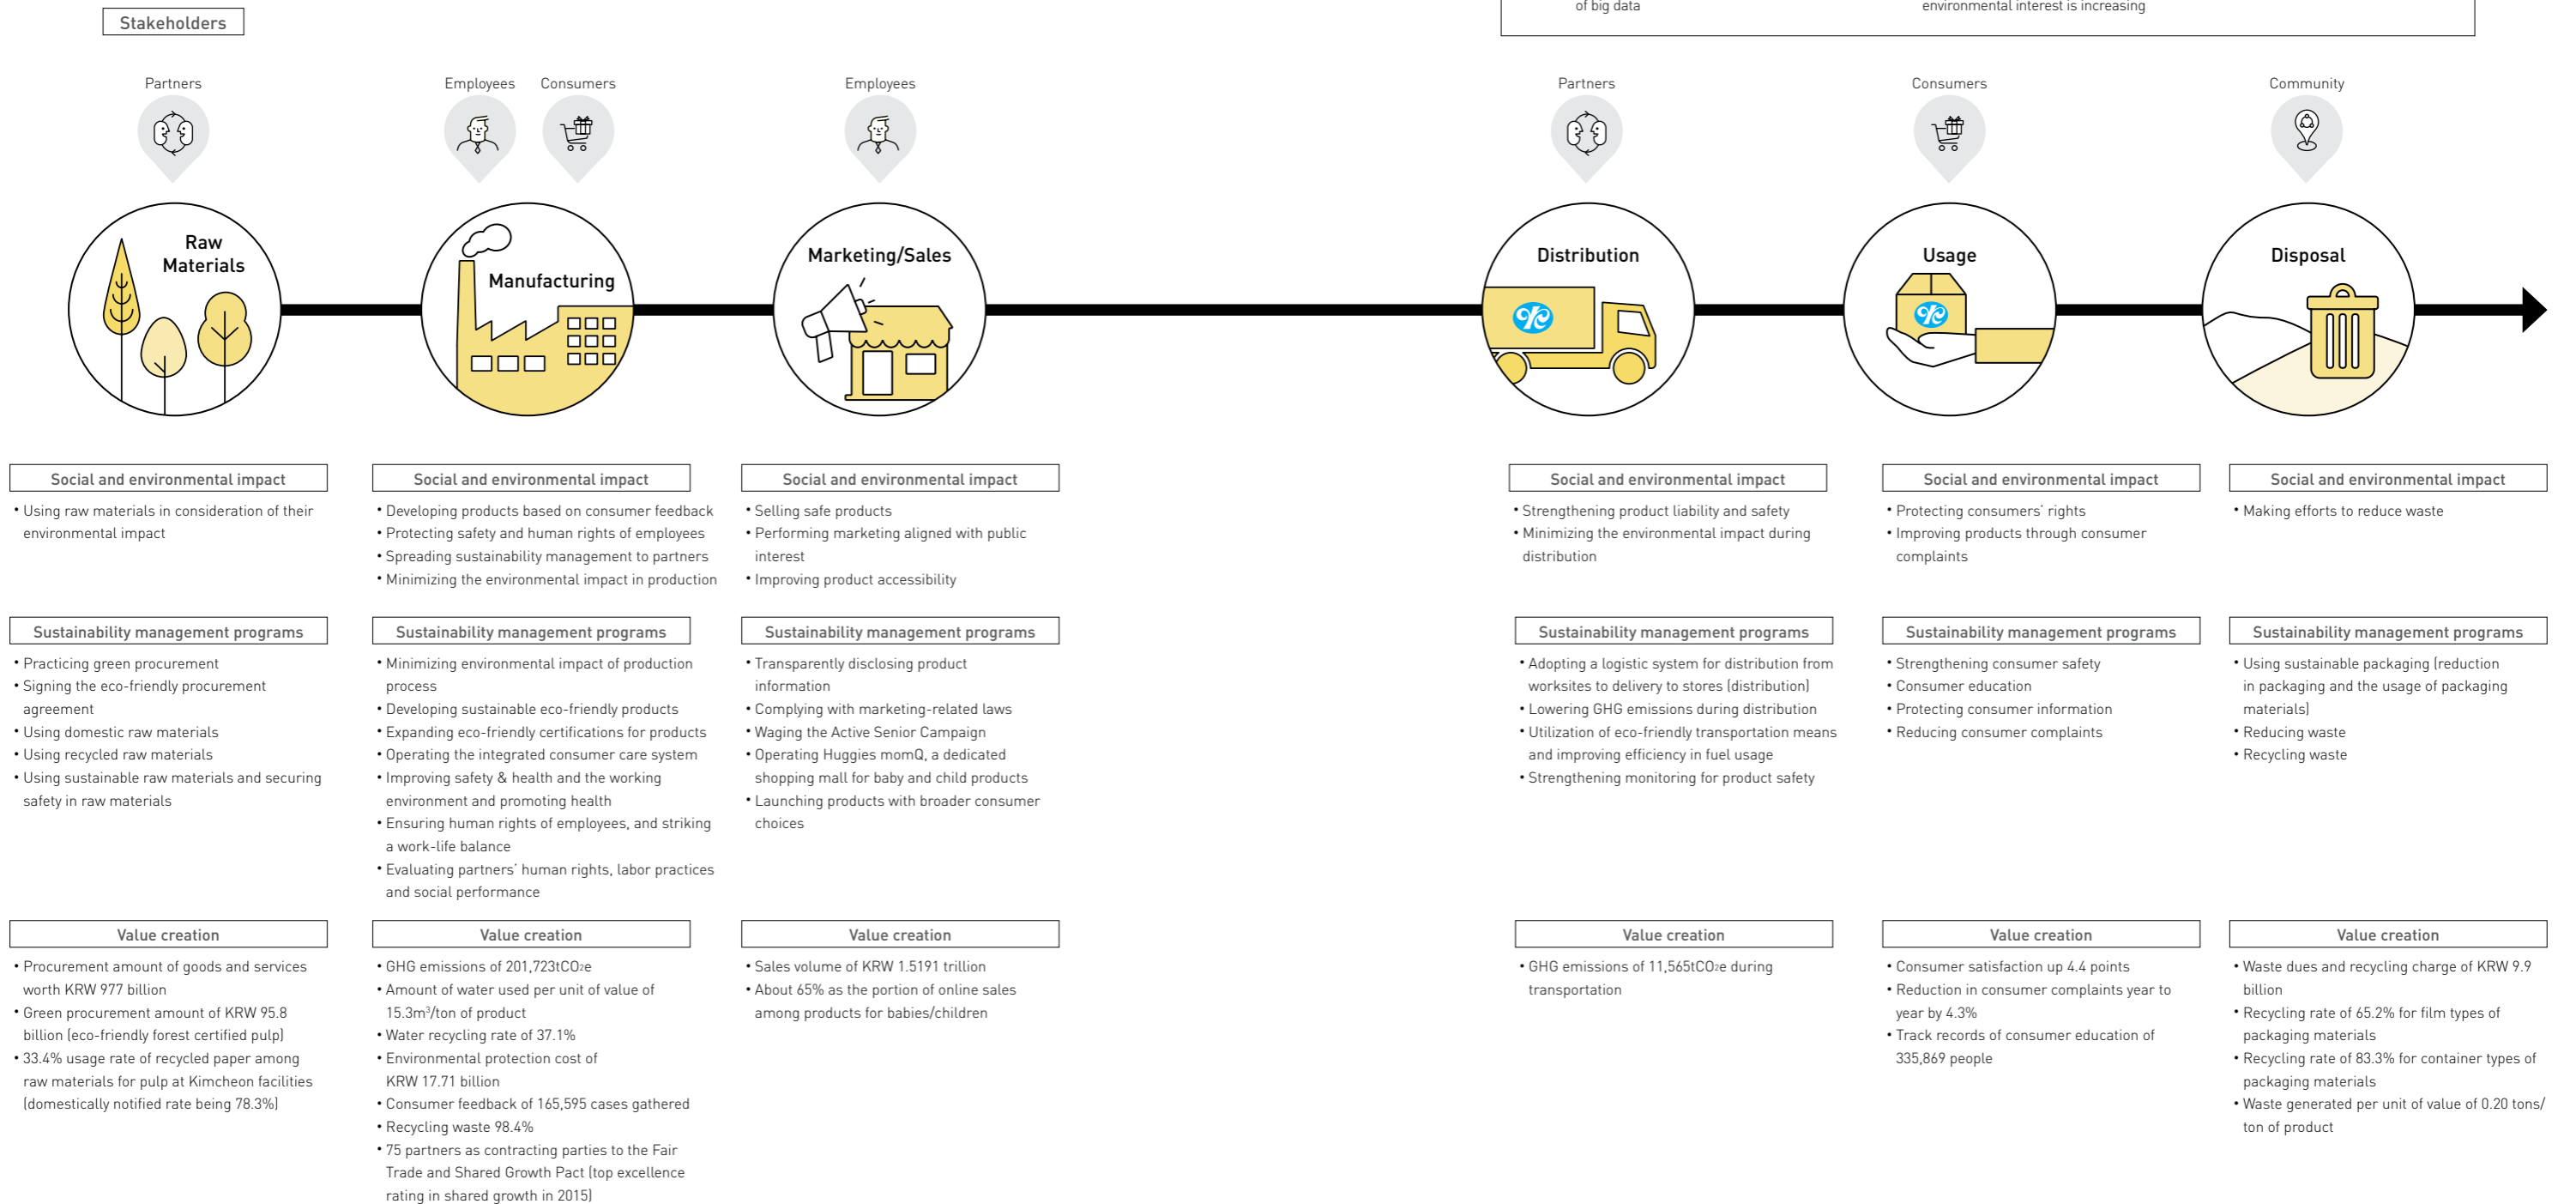 Stakeholders
of big data
environmental interest is increasing
Partners
Employees
Consumers
Employees
Partners
Consumers
Community
Raw
Materials
Manufacturing
Marketing/Sales
Distribution
Usage
Disposal
Social and environmental impact
• Using raw materials in consideration of their
environmental impact
Social and environmental impact
• Developing products based on consumer feedback
• Protecting safety and human rights of employees
• Spreading sustainability management to partners
• Minimizing the environmental impact in production
Social and environmental impact
• Selling safe products
• Performing marketing aligned with public
interest
• Improving product accessibility
Social and environmental impact
• Strengthening product liability and safety
• Minimizing the environmental impact during
distribution
Social and environmental impact
• Protecting consumers' rights
• Improving products through consumer
complaints
Social and environmental impact
• Making efforts to reduce waste
Sustainability management programs
• Practicing green procurement
• Signing the eco-friendly procurement
agreement
• Using domestic raw materials
• Using recycled raw materials
• Using sustainable raw materials and securing
safety in raw materials
Sustainability management programs
• Minimizing environmental impact of production
process
• Developing sustainable eco-friendly products
• Expanding eco-friendly certifications for products
• Operating the integrated consumer care system
• Improving safety & health and the working
environment and promoting health
• Ensuring human rights of employees, and striking
a work-life balance
• Evaluating partners' human rights, labor practices
and social performance
Sustainability management programs
• Transparently disclosing product
information
• Complying with marketing-related laws
• Waging the Active Senior Campaign
• Operating Huggies momQ, a dedicated
shopping mall for baby and child products
• Launching products with broader consumer
choices
Sustainability management programs
• Adopting a logistic system for distribution from
worksites to delivery to stores (distribution)
• Lowering GHG emissions during distribution
• Utilization of eco-friendly transportation means
and improving efficiency in fuel usage
• Strengthening monitoring for product safety
Sustainability management programs
• Strengthening consumer safety
• Consumer education
• Protecting consumer information
• Reducing consumer complaints
Sustainability management programs
• Using sustainable packaging (reduction
in packaging and the usage of packaging
materials)
• Reducing waste
• Recycling waste
Value creation
• Procurement amount of goods and services
worth KRW 977 billion
• Green procurement amount of KRW 95.8
billion (eco-friendly forest certified pulp)
• 33.4% usage rate of recycled paper among
raw materials for pulp at Kimcheon facilities
(domestically notified rate being 78.3%)
Value creation
• GHG emissions of 201,723tCO₂e
• Amount of water used per unit of value of
15.3m³/ton of product
• Water recycling rate of 37.1%
• Environmental protection cost of
KRW 17.71 billion
• Consumer feedback of 165,595 cases gathered
• Recycling waste 98.4%
• 75 partners as contracting parties to the Fair
Trade and Shared Growth Pact (top excellence
rating in shared growth in 2015)
Value creation
• Sales volume of KRW 1.5191 trillion
• About 65% as the portion of online sales
among products for babies/children
Value creation
• GHG emissions of 11,565tCO₂e during
transportation
Value creation
• Consumer satisfaction up 4.4 points
• Reduction in consumer complaints year to
year by 4.3%
• Track records of consumer education of
335,869 people
Value creation
• Waste dues and recycling charge of KRW 9.9
billion
• Recycling rate of 65.2% for film types of
packaging materials
• Recycling rate of 83.3% for container types of
packaging materials
• Waste generated per unit of value of 0.20 tons/
ton of product